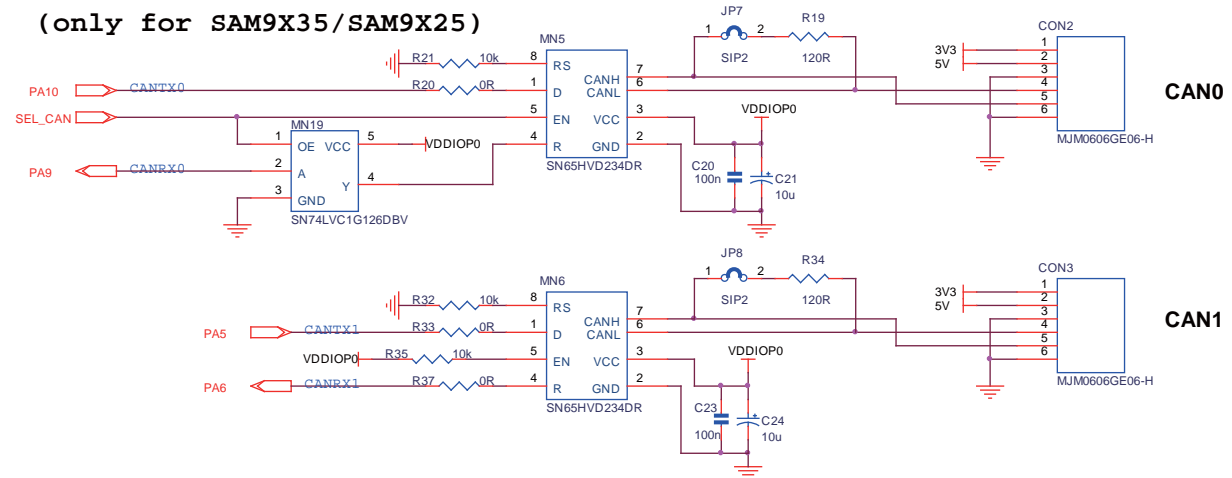 (only for SAM9X35/SAM9X25)
JP7
1 2
SIP2
R19
120R
CON2
3V3
5V
1
2
3
4
5
6
MJM0606GE06-H
CAN0
MN5
R21 10k 8 RS
PA10 CANTX0 R20 0R 1 D
SEL_CAN 5 EN
4 R
CANH 7
CANL 6
VCC 3
GND 2
SN65HVD234DR
VDDIOP0
C20
100n
C21
10u
MN19
1 OE VCC 5 VDDIOP0
PA9 CANRX0 2 A
Y 4
3 GND
SN74LVC1G126DBV
JP8
1 2
SIP2
R34
120R
CON3
3V3
5V
1
2
3
4
5
6
MJM0606GE06-H
CAN1
MN6
R32 10k 8 RS
PA5 CANTX1 R33 0R 1 D
VDDIOP0 R35 10k 5 EN
PA6 CANRX1 R37 0R 4 R
CANH 7
CANL 6
VCC 3
GND 2
SN65HVD234DR
VDDIOP0
C23
100n
C24
10u